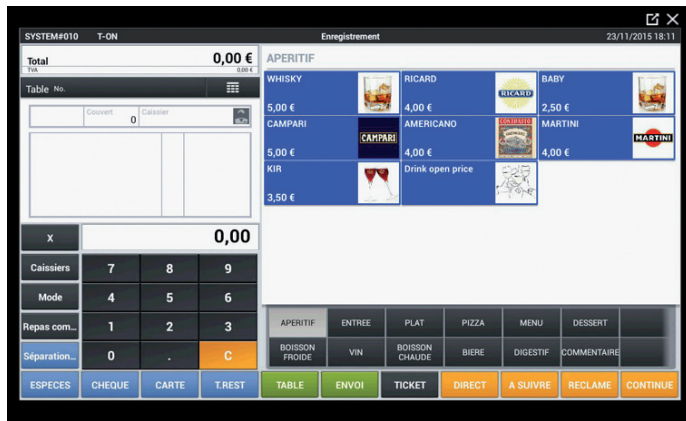 SYSTEM#010 T-ON Enregistrement 23/11/2015 18:11
Total 0,00 €
TVA 0,00 €
Table No.
Couvert 0 Caissier
X 0,00
Caissiers 7 8 9
Mode 4 5 6
Repas com... 1 2 3
Séparation... 0 . C
APERITIF
WHISKY RICARD BABY
RICARD
5,00 € 4,00 € 2,50 €
CAMPARI AMERICANO MARTINI
CAMPARI CONTRATTO MARTINI
5,00 € 4,00 € 4,00 €
KIR Drink open price
3,50 €
APERITIF ENTREE PLAT PIZZA MENU DESSERT
BOISSON FROIDE VIN BOISSON CHAUDE BIERE DIGESTIF COMMENTAIRE
ESPECES CHEQUE CARTE T.REST TABLE ENVOI TICKET DIRECT A SUIVRE RECLAME CONTINUE